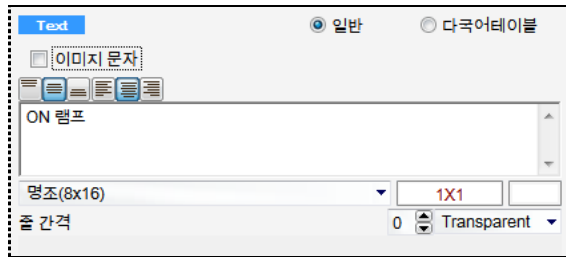 Text 일반 다국어테이블
이미지 문자
ON 램프
명조(8x16) 1X1
줄 간격 0 Transparent